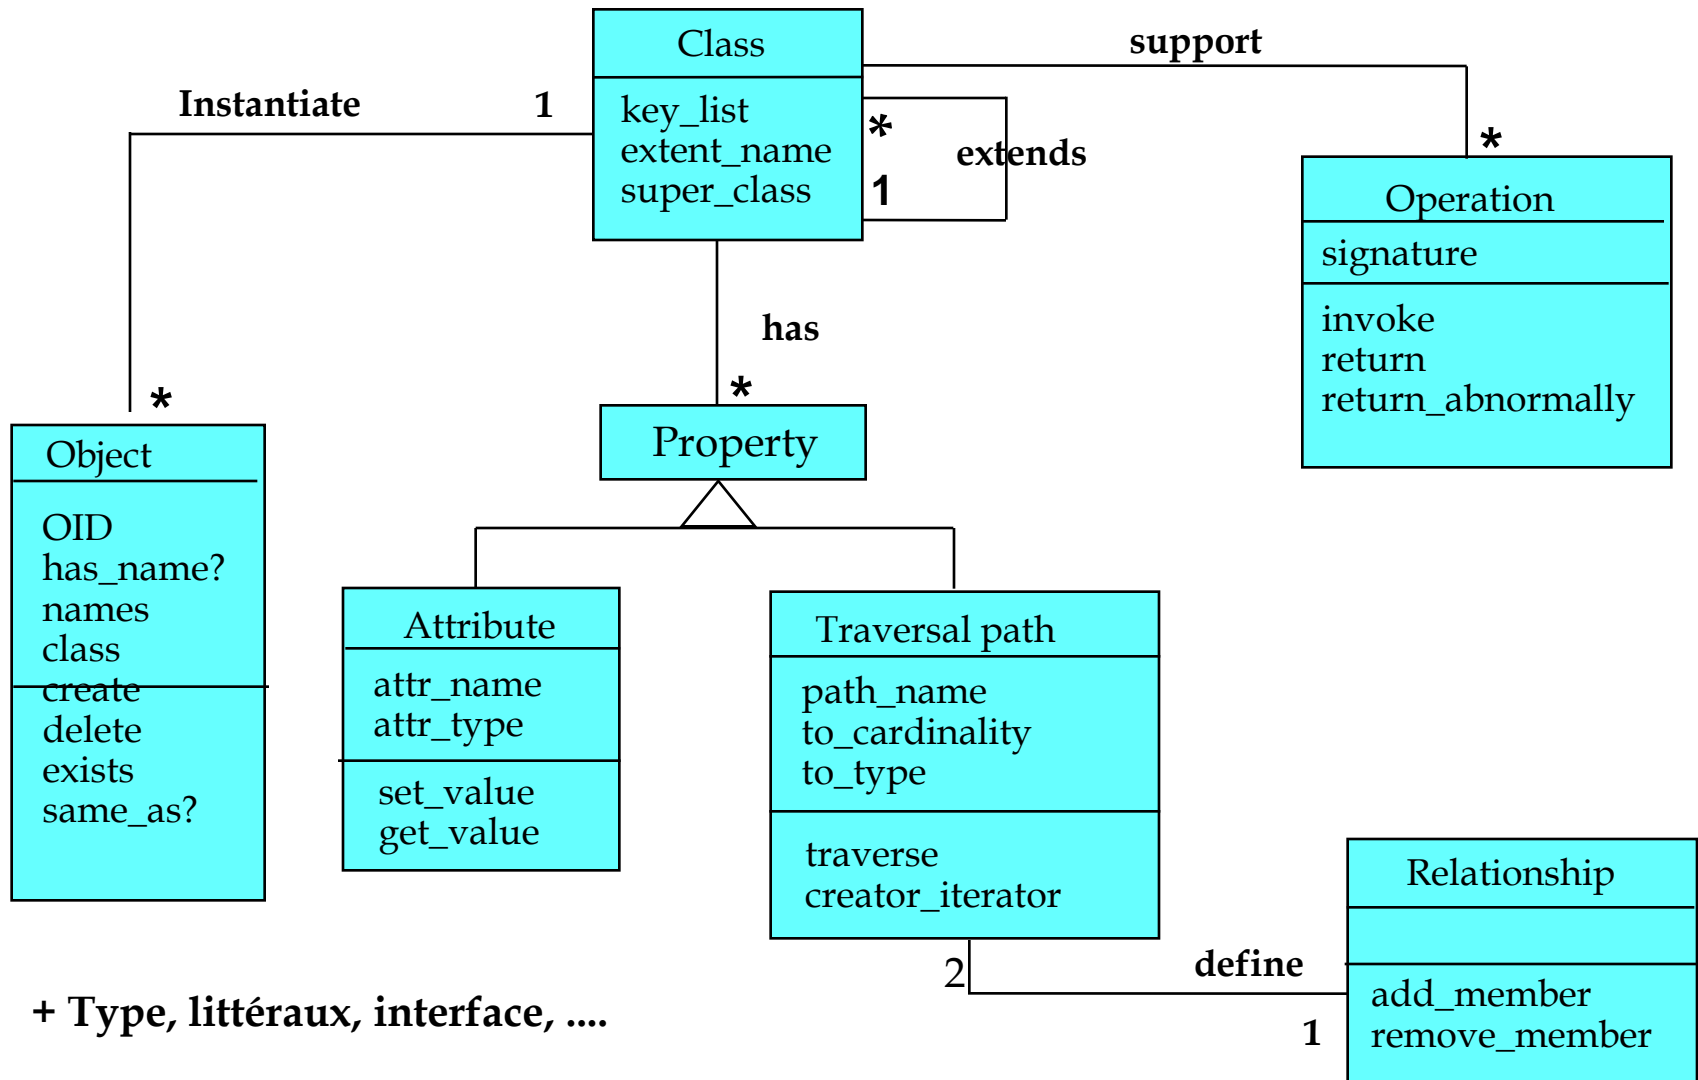 Class
key_list
extent_name
super_class
support
Instantiate
1
*
extends
1
*
Operation
signature
invoke
return
return_abnormally
has
*
*
Property
Object
OID
has_name?
names
class
create
delete
exists
same_as?
Attribute
attr_name
attr_type
set_value
get_value
Traversal path
path_name
to_cardinality
to_type
traverse
creator_iterator
2
define
1
Relationship
add_member
remove_member
+ Type, littéraux, interface, ....